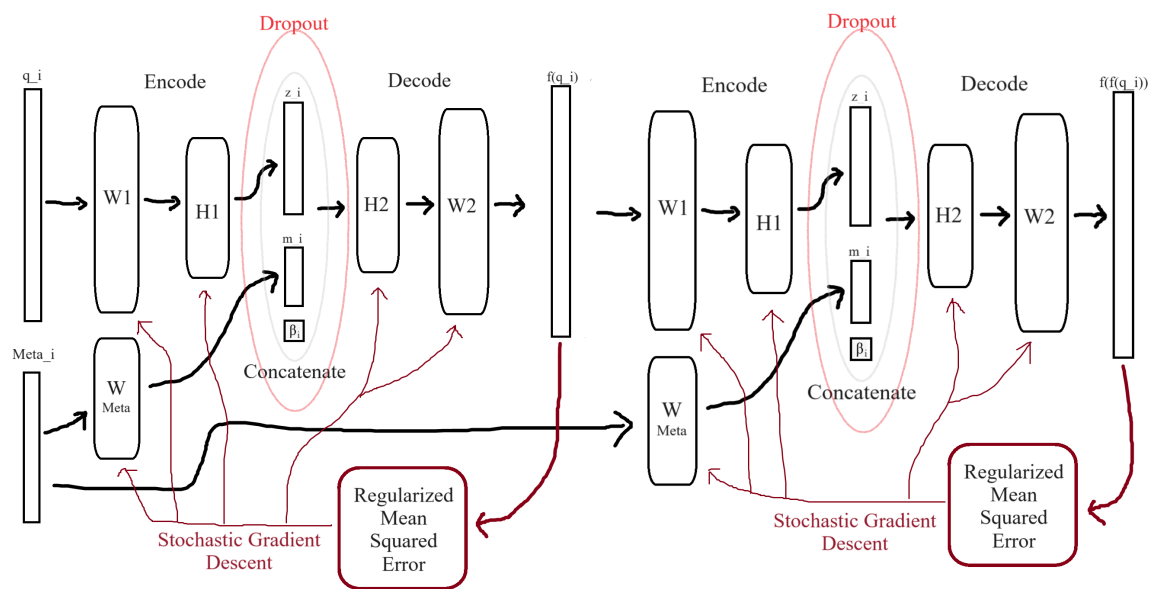 Dropout
q_i
Encode
z_i
Decode
f(q_i)
W1
H1
H2
W2
m_i
β_i
Concatenate
Meta_i
W
Meta
Regularized
Mean
Squared
Error
Stochastic Gradient
Descent
Dropout
Encode
z_i
Decode
f(f(q_i))
W1
H1
H2
W2
m_i
β_i
Concatenate
W
Meta
Regularized
Mean
Squared
Error
Stochastic Gradient
Descent